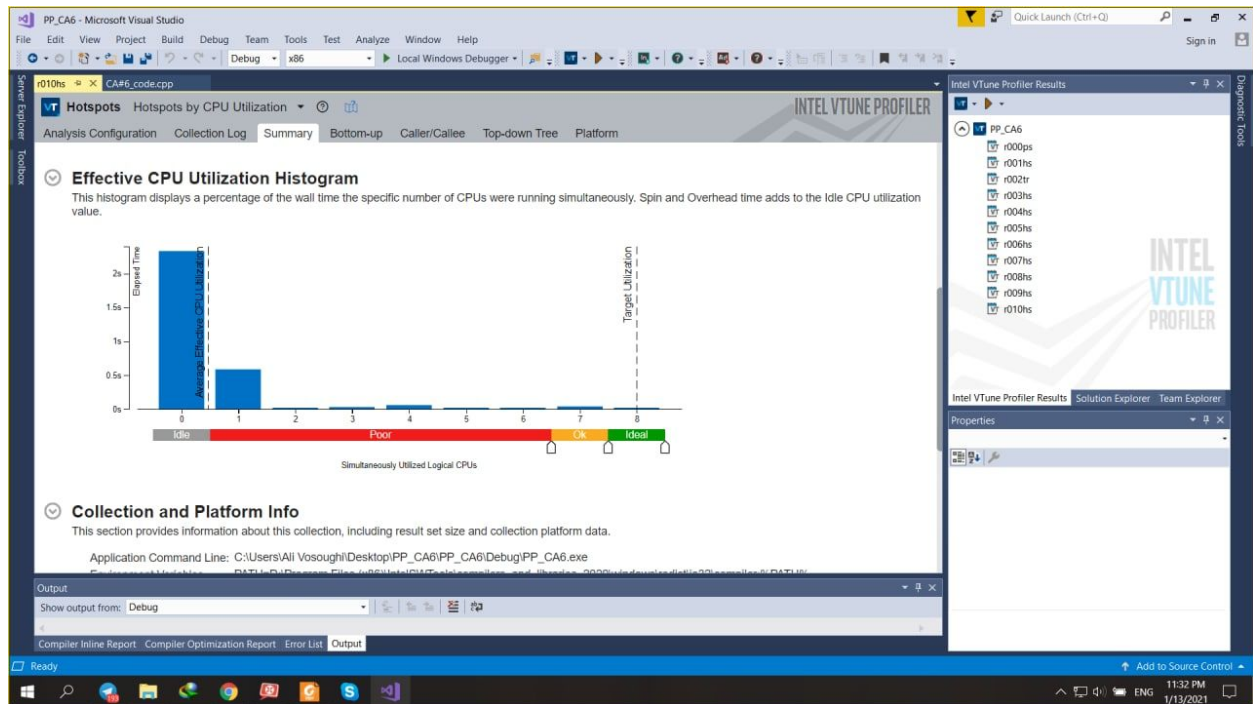 PP_CA6 - Microsoft Visual Studio
Quick Launch (Ctrl+Q)
File Edit View Project Build Debug Team Tools Test Analyze Window Help
Sign in
Debug x86 Local Windows Debugger
Server Explorer
Toolbox
r010hs CA#6_code.cpp
Hotspots Hotspots by CPU Utilization
INTEL VTUNE PROFILER
Analysis Configuration Collection Log Summary Bottom-up Caller/Callee Top-down Tree Platform
Effective CPU Utilization Histogram
This histogram displays a percentage of the wall time the specific number of CPUs were running simultaneously. Spin and Overhead time adds to the Idle CPU utilization
value.
Elapsed Time
2s
1.5s
1s
0.5s
0s
Average Effective CPU Utilization
Target Utilization
0 1 2 3 4 5 6 7 8
Idle Poor Ok Ideal
Simultaneously Utilized Logical CPUs
Collection and Platform Info
This section provides information about this collection, including result set size and collection platform data.
Application Command Line: C:\Users\Ali Vosoughi\Desktop\PP_CA6\PP_CA6\Debug\PP_CA6.exe
Output
Show output from: Debug
Compiler Inline Report Compiler Optimization Report Error List Output
Intel VTune Profiler Results
PP_CA6
r000ps
r001hs
r002tr
r003hs
r004hs
r005hs
r006hs
r007hs
r008hs
r009hs
r010hs
INTEL
VTUNE
PROFILER
Intel VTune Profiler Results Solution Explorer Team Explorer
Properties
Diagnostic Tools
Ready
Add to Source Control
ENG
11:32 PM
1/13/2021